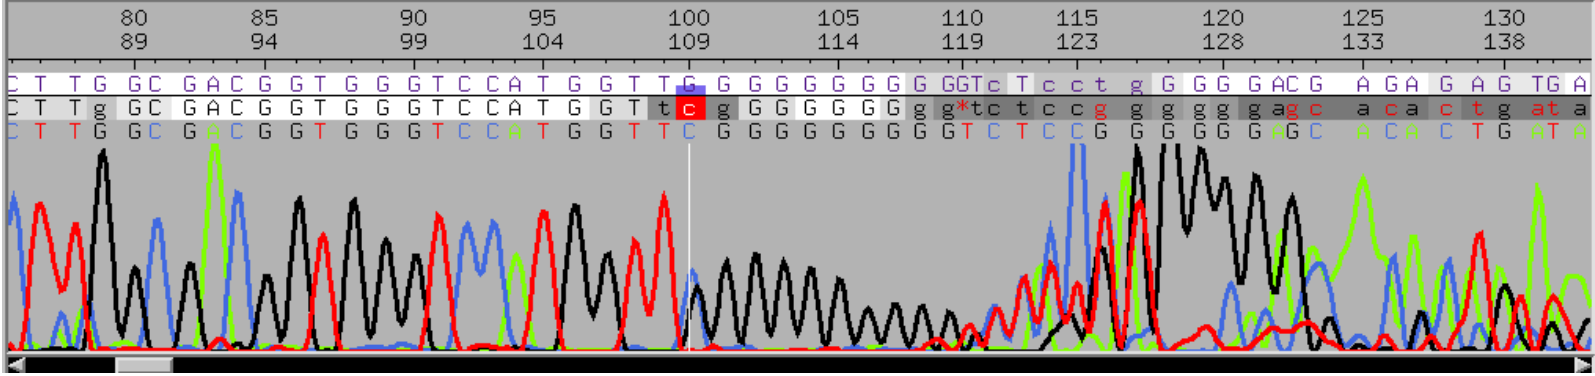 80 85 90 95 100 105 110 115 120 125 130
89 94 99 104 109 114 119 123 128 133 138
C T T G G C G A C G G T G G G T C C A T G G T T G G G G G G G G G G G T c T c c t g G G G G A C G A G A G A G T G A
C T T g G C G A C G G T G G G T C C A T G G T t c g G G G G G G g g * t c t c c g g g g g g a g c a c a c t g a t a
C T T G G C G A C G G T G G G T C C A T G G T T C G G G G G G G G G T C T C C G G G G G G A G C A C A C T G A T A